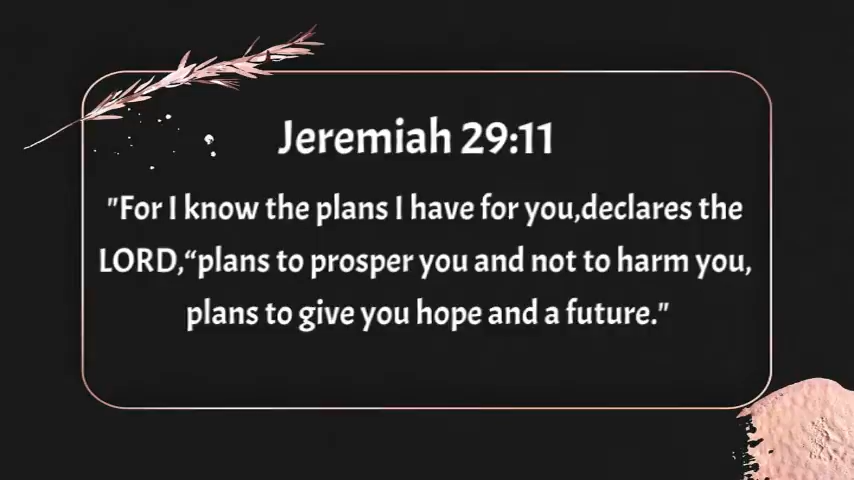 Jeremiah 29:11
"For I know the plans I have for you,declares the
LORD,“plans to prosper you and not to harm you,
plans to give you hope and a future."